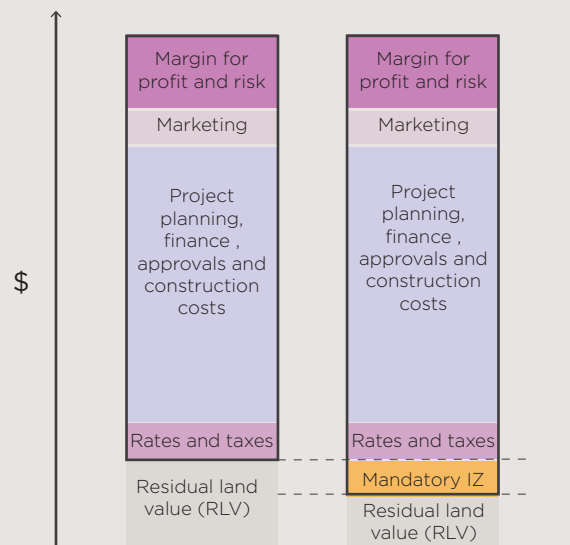 Margin for
profit and risk
Marketing
Project
planning,
finance ,
approvals and
construction
costs
Rates and taxes
Residual land
value (RLV)
Margin for
profit and risk
Marketing
Project
planning,
finance ,
approvals and
construction
costs
Rates and taxes
Mandatory IZ
Residual land
value (RLV)
$